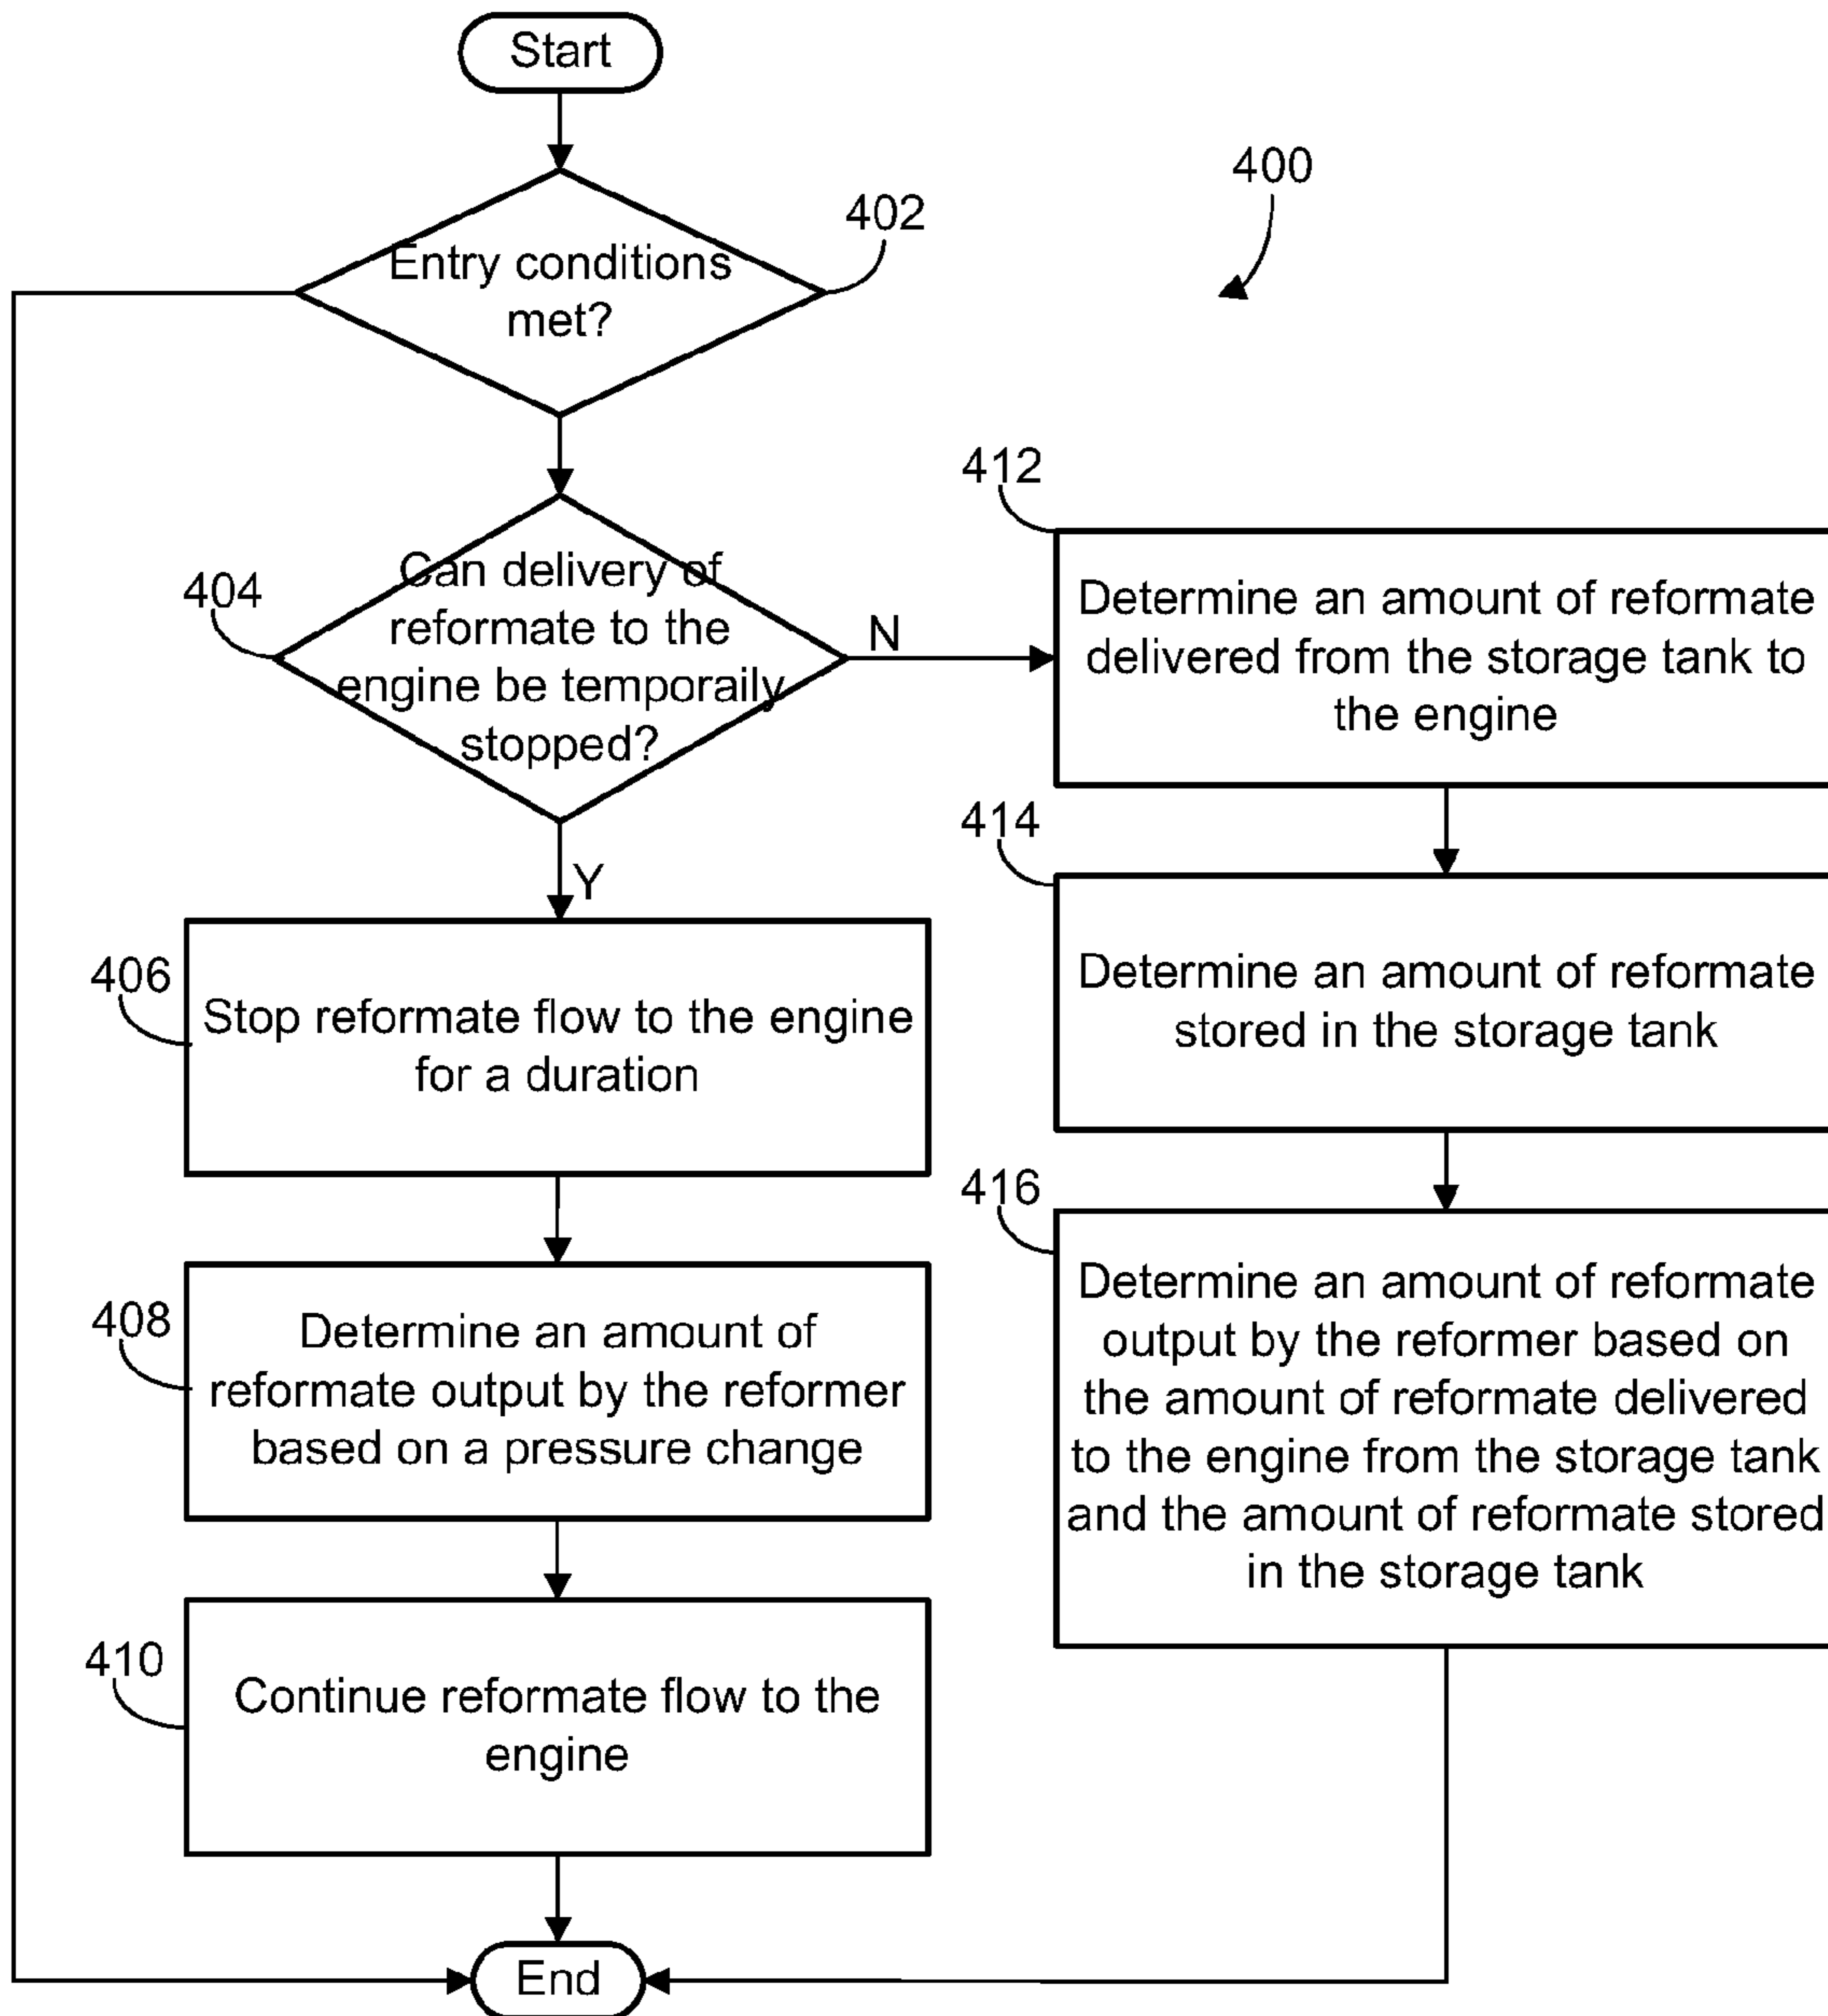 Start
400
402
Entry conditions
met?
404
Can delivery of
reformate to the
engine be temporaily
stopped?
N
Y
412
Determine an amount of reformate
delivered from the storage tank to
the engine
414
Determine an amount of reformate
stored in the storage tank
406
Stop reformate flow to the engine
for a duration
416
Determine an amount of reformate
output by the reformer based on
the amount of reformate delivered
to the engine from the storage tank
and the amount of reformate stored
in the storage tank
408
Determine an amount of
reformate output by the reformer
based on a pressure change
410
Continue reformate flow to the
engine
End